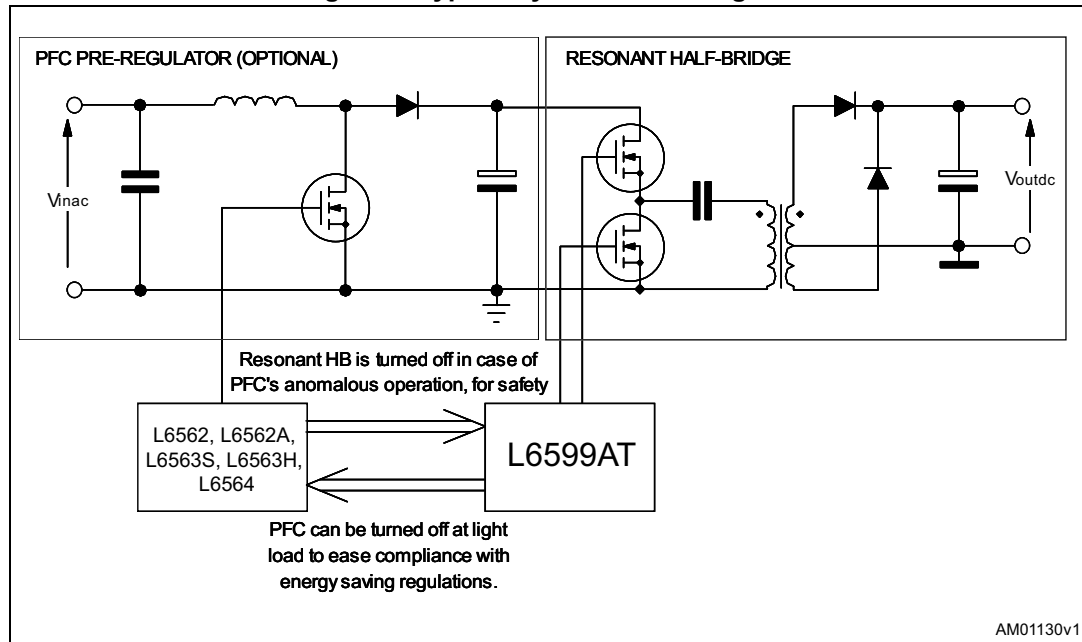 PFC PRE-REGULATOR (OPTIONAL)
RESONANT HALF-BRIDGE
Vinac
Voutdc
Resonant HB is turned off in case of
PFC's anomalous operation, for safety
L6562, L6562A,
L6563S, L6563H,
L6564
L6599AT
PFC can be turned off at light
load to ease compliance with
energy saving regulations.
AM01130v1